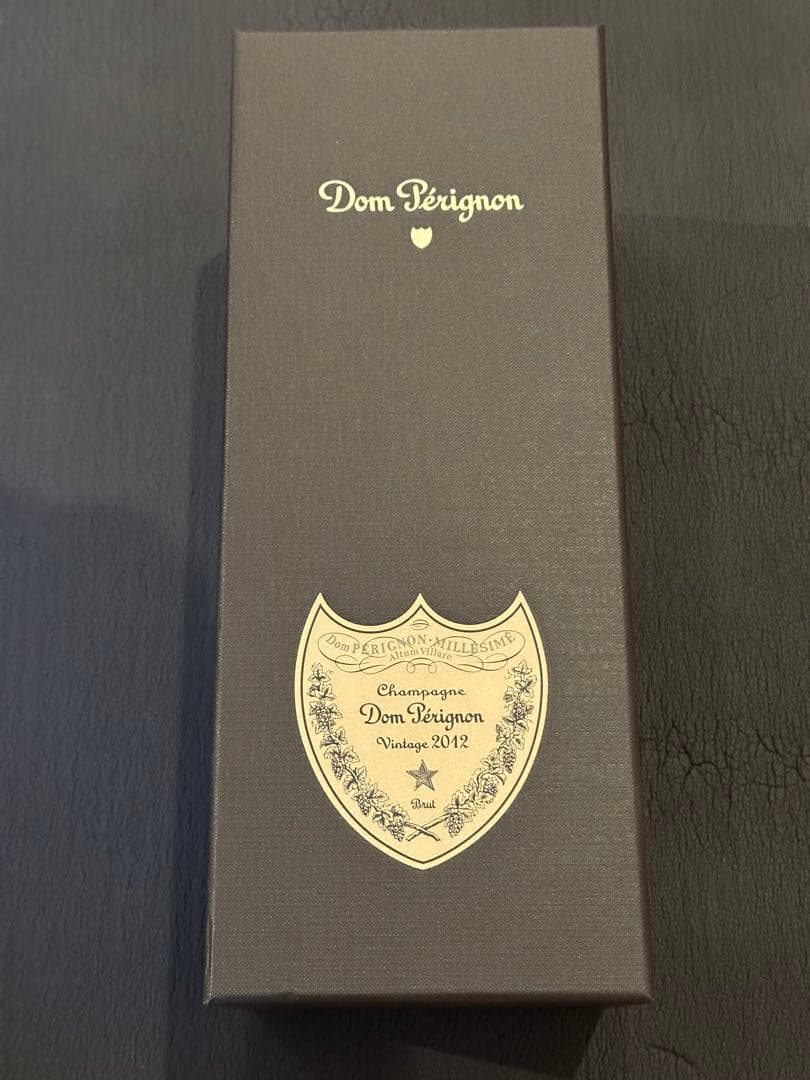 Dom Pérignon
Dom PÉRIGNON·MILLÉSIMÉ
Altum Villare
Champagne
Dom Pérignon
Vintage 2012
Brut